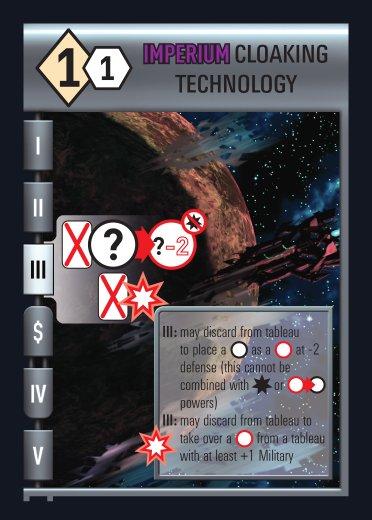 1 1
IMPERIUM CLOAKING
TECHNOLOGY
I
II
III
? ?-2
$
IV
V
III: may discard from tableau
to place a as a at -2
defense (this cannot be
combined with or
powers)
III: may discard from tableau to
take over a from a tableau
with at least +1 Military